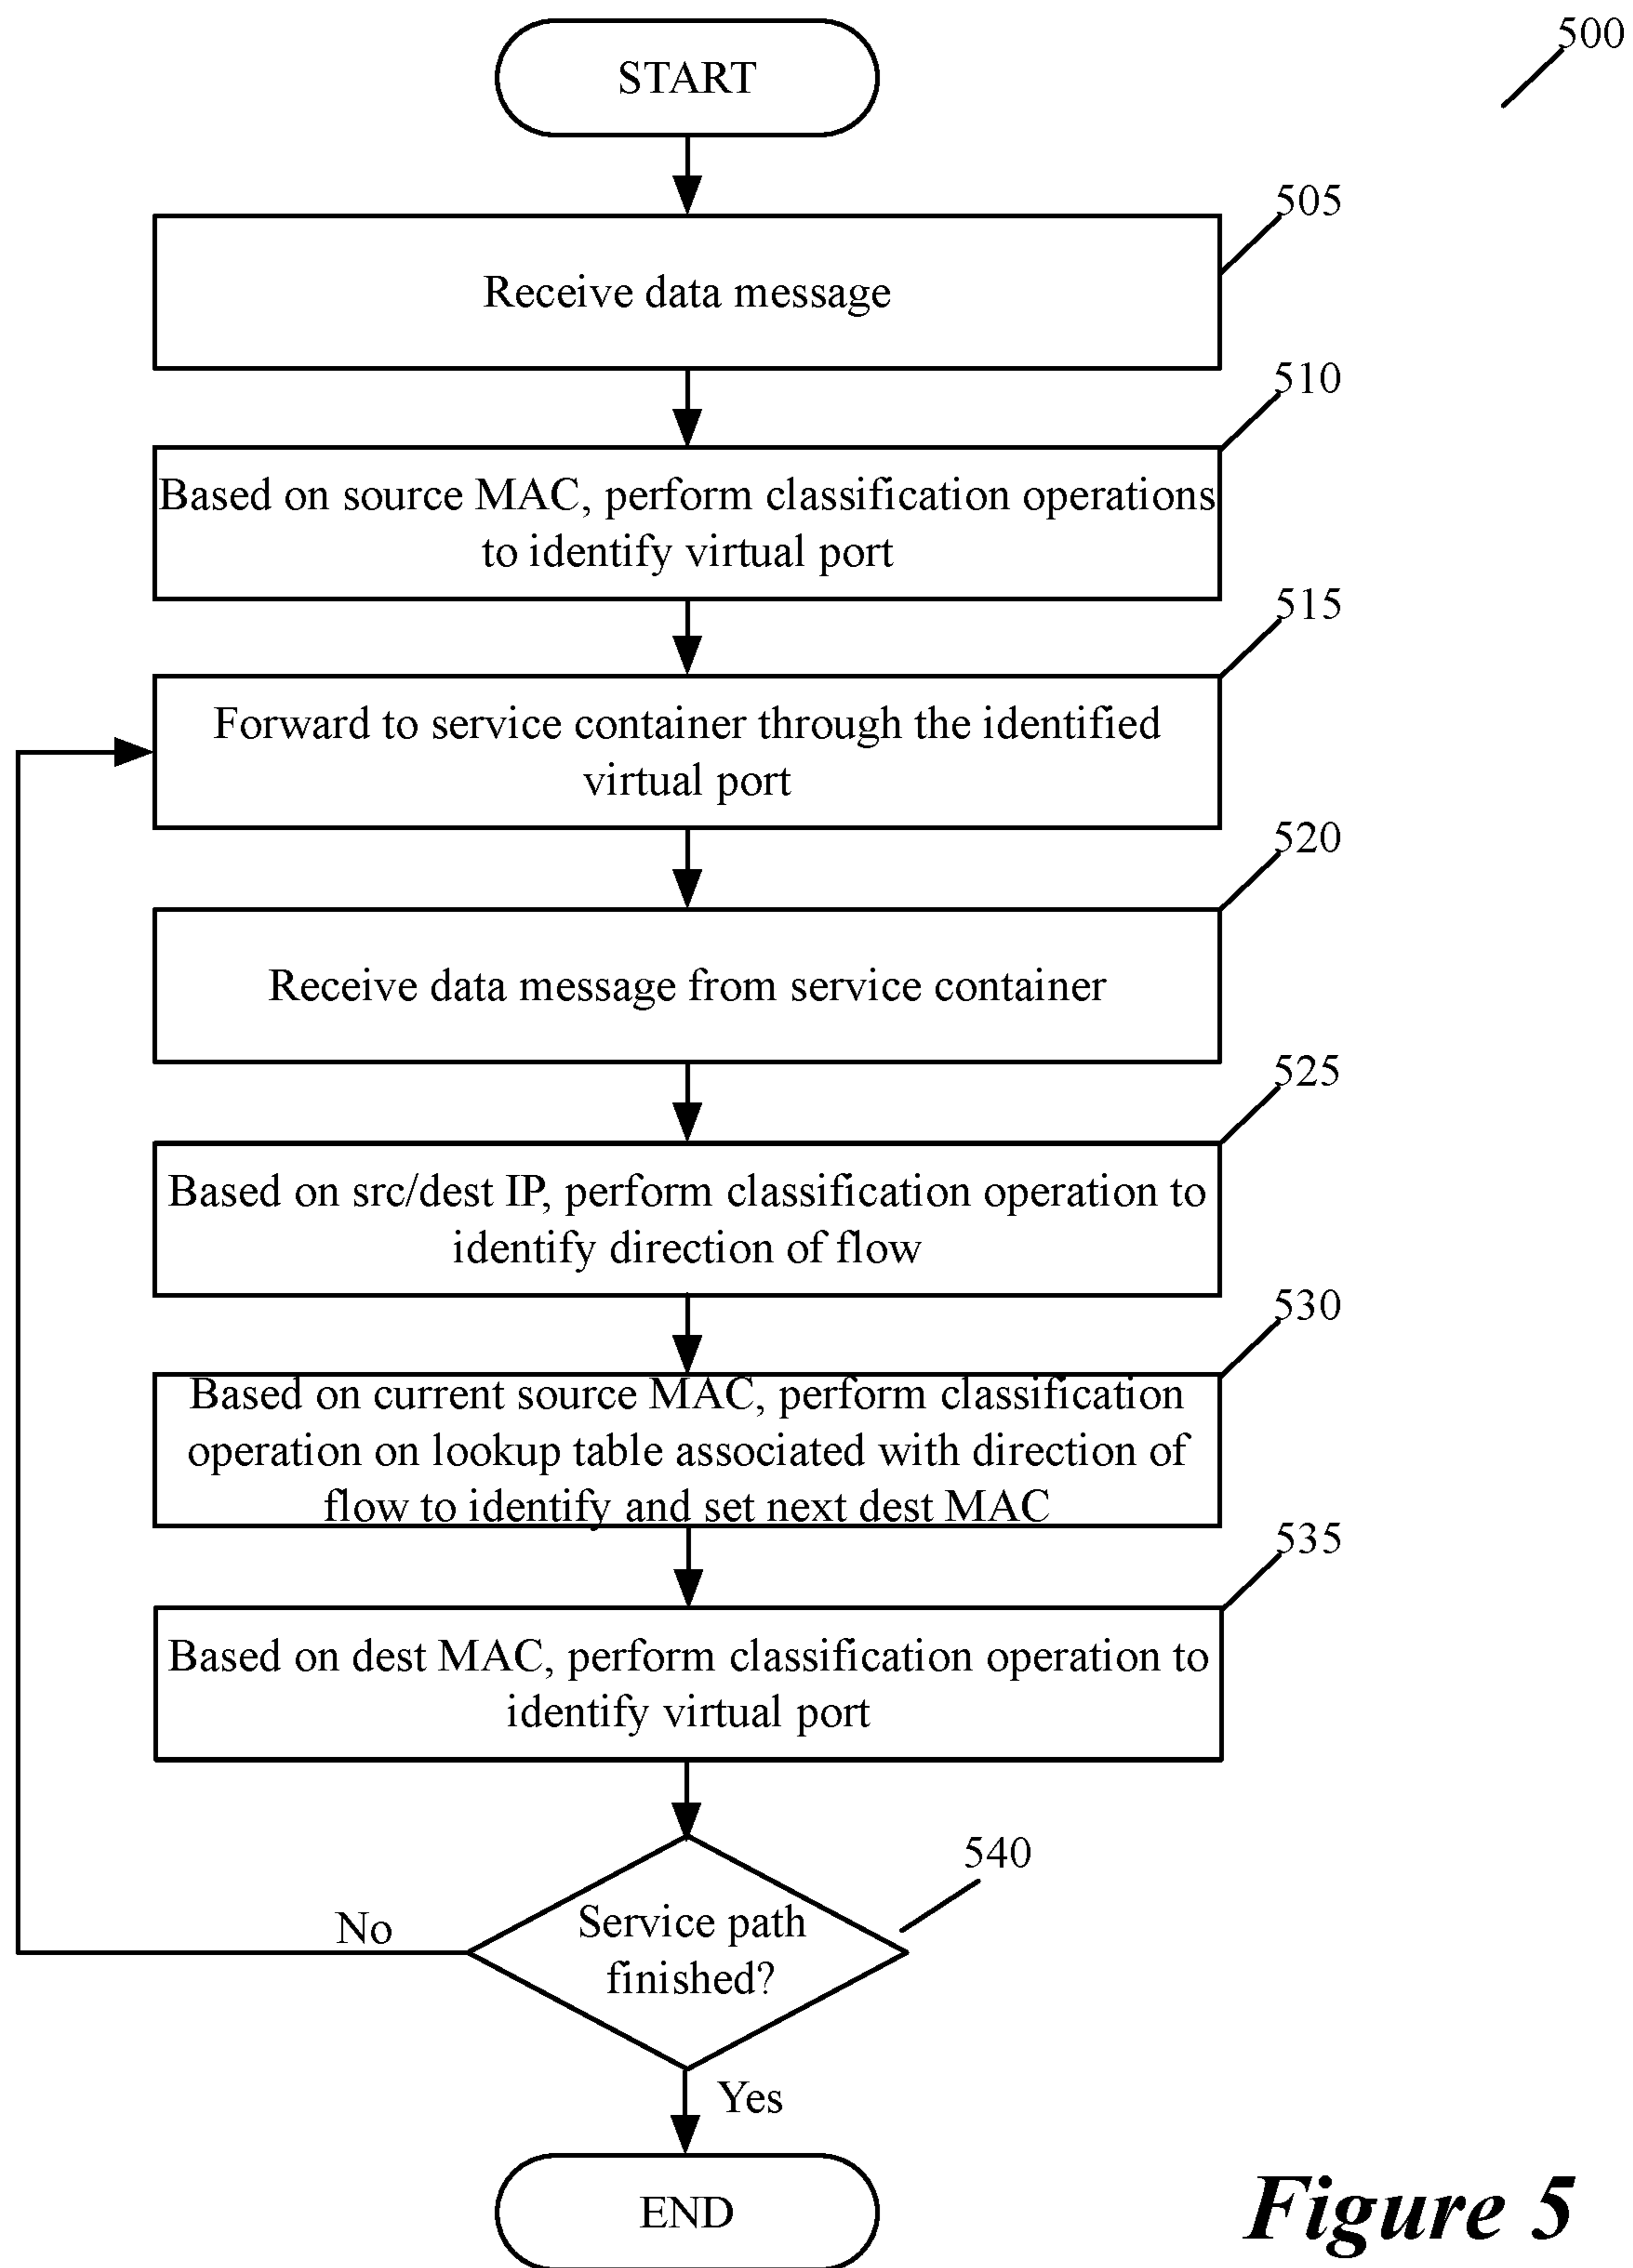 500
START
505
Receive data message
510
Based on source MAC, perform classification operations
to identify virtual port
515
Forward to service container through the identified
virtual port
520
Receive data message from service container
525
Based on src/dest IP, perform classification operation to
identify direction of flow
530
Based on current source MAC, perform classification
operation on lookup table associated with direction of
flow to identify and set next dest MAC
535
Based on dest MAC, perform classification operation to
identify virtual port
540
Service path
finished?
No
Yes
END
Figure 5